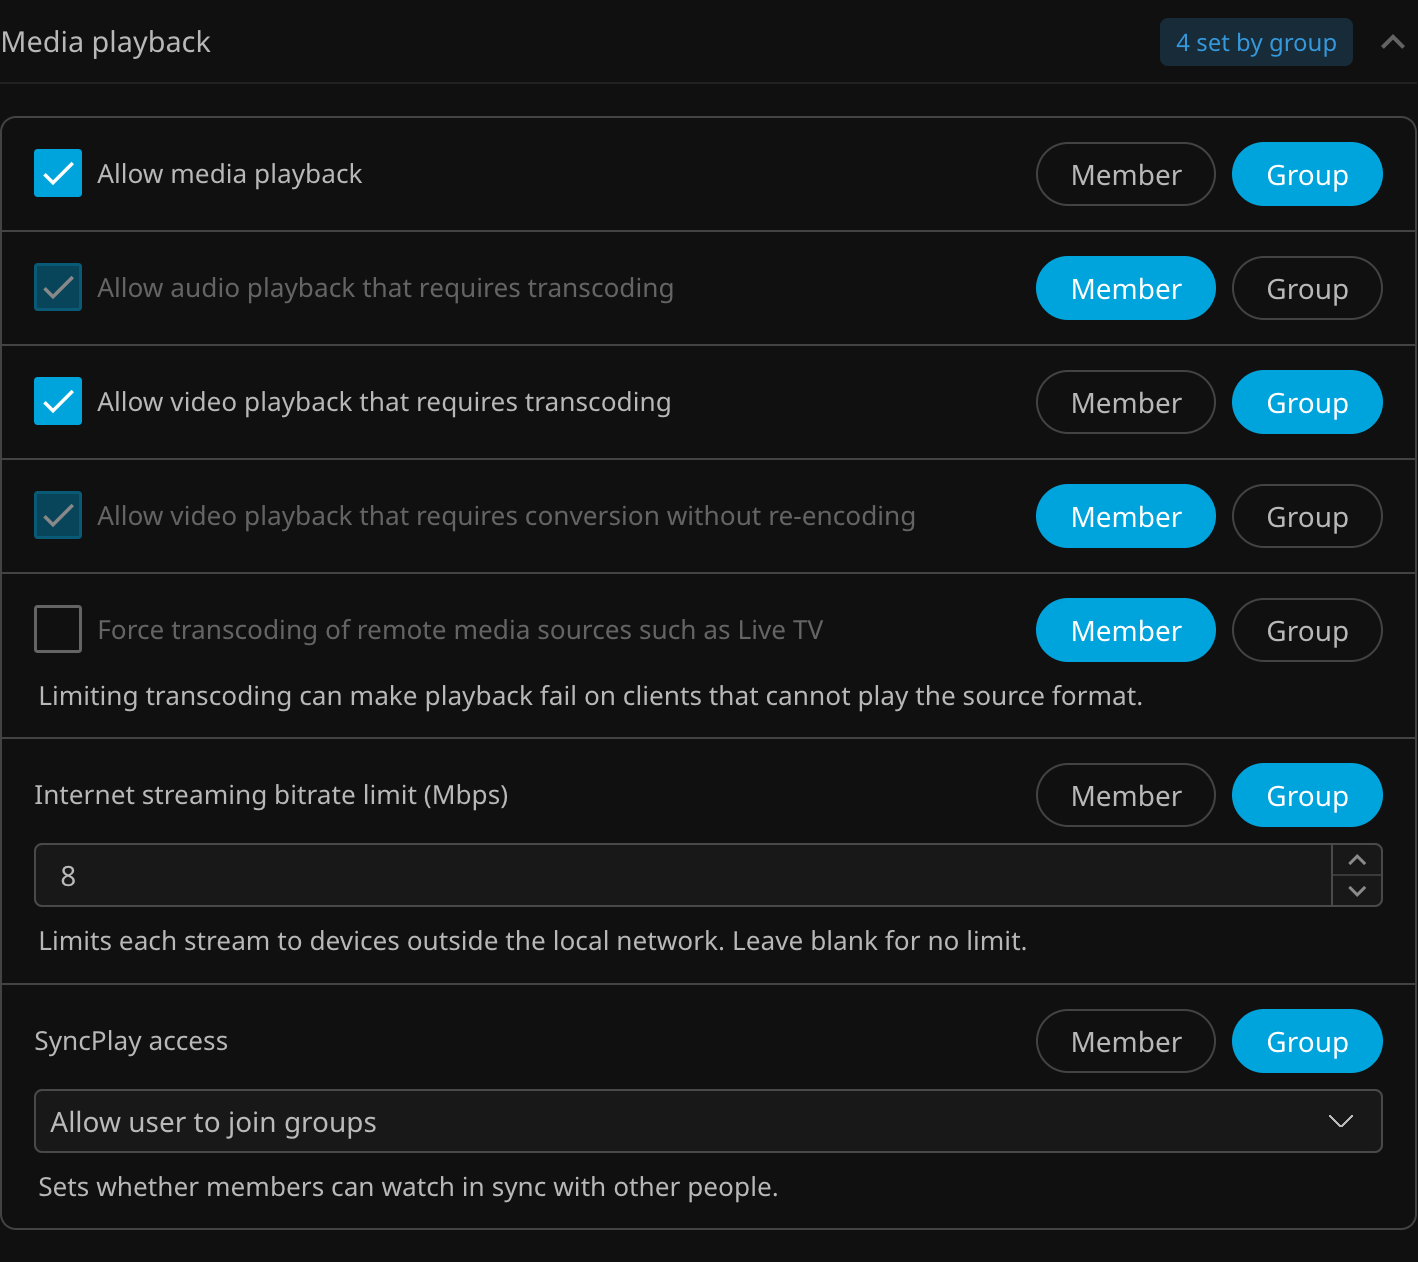 Media playback 4 set by group
Allow media playback Member Group
Allow audio playback that requires transcoding Member Group
Allow video playback that requires transcoding Member Group
Allow video playback that requires conversion without re-encoding Member Group
Force transcoding of remote media sources such as Live TV Member Group
Limiting transcoding can make playback fail on clients that cannot play the source format.
Internet streaming bitrate limit (Mbps) Member Group
8
Limits each stream to devices outside the local network. Leave blank for no limit.
SyncPlay access Member Group
Allow user to join groups
Sets whether members can watch in sync with other people.